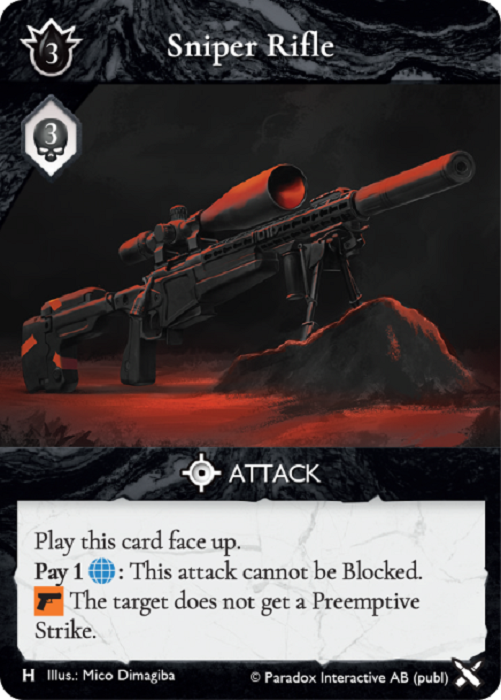 3 Sniper Rifle
3
ATTACK
Play this card face up.
Pay 1 : This attack cannot be Blocked.
The target does not get a Preemptive
Strike.
H Illus.: Mico Dimagiba © Paradox Interactive AB (publ)